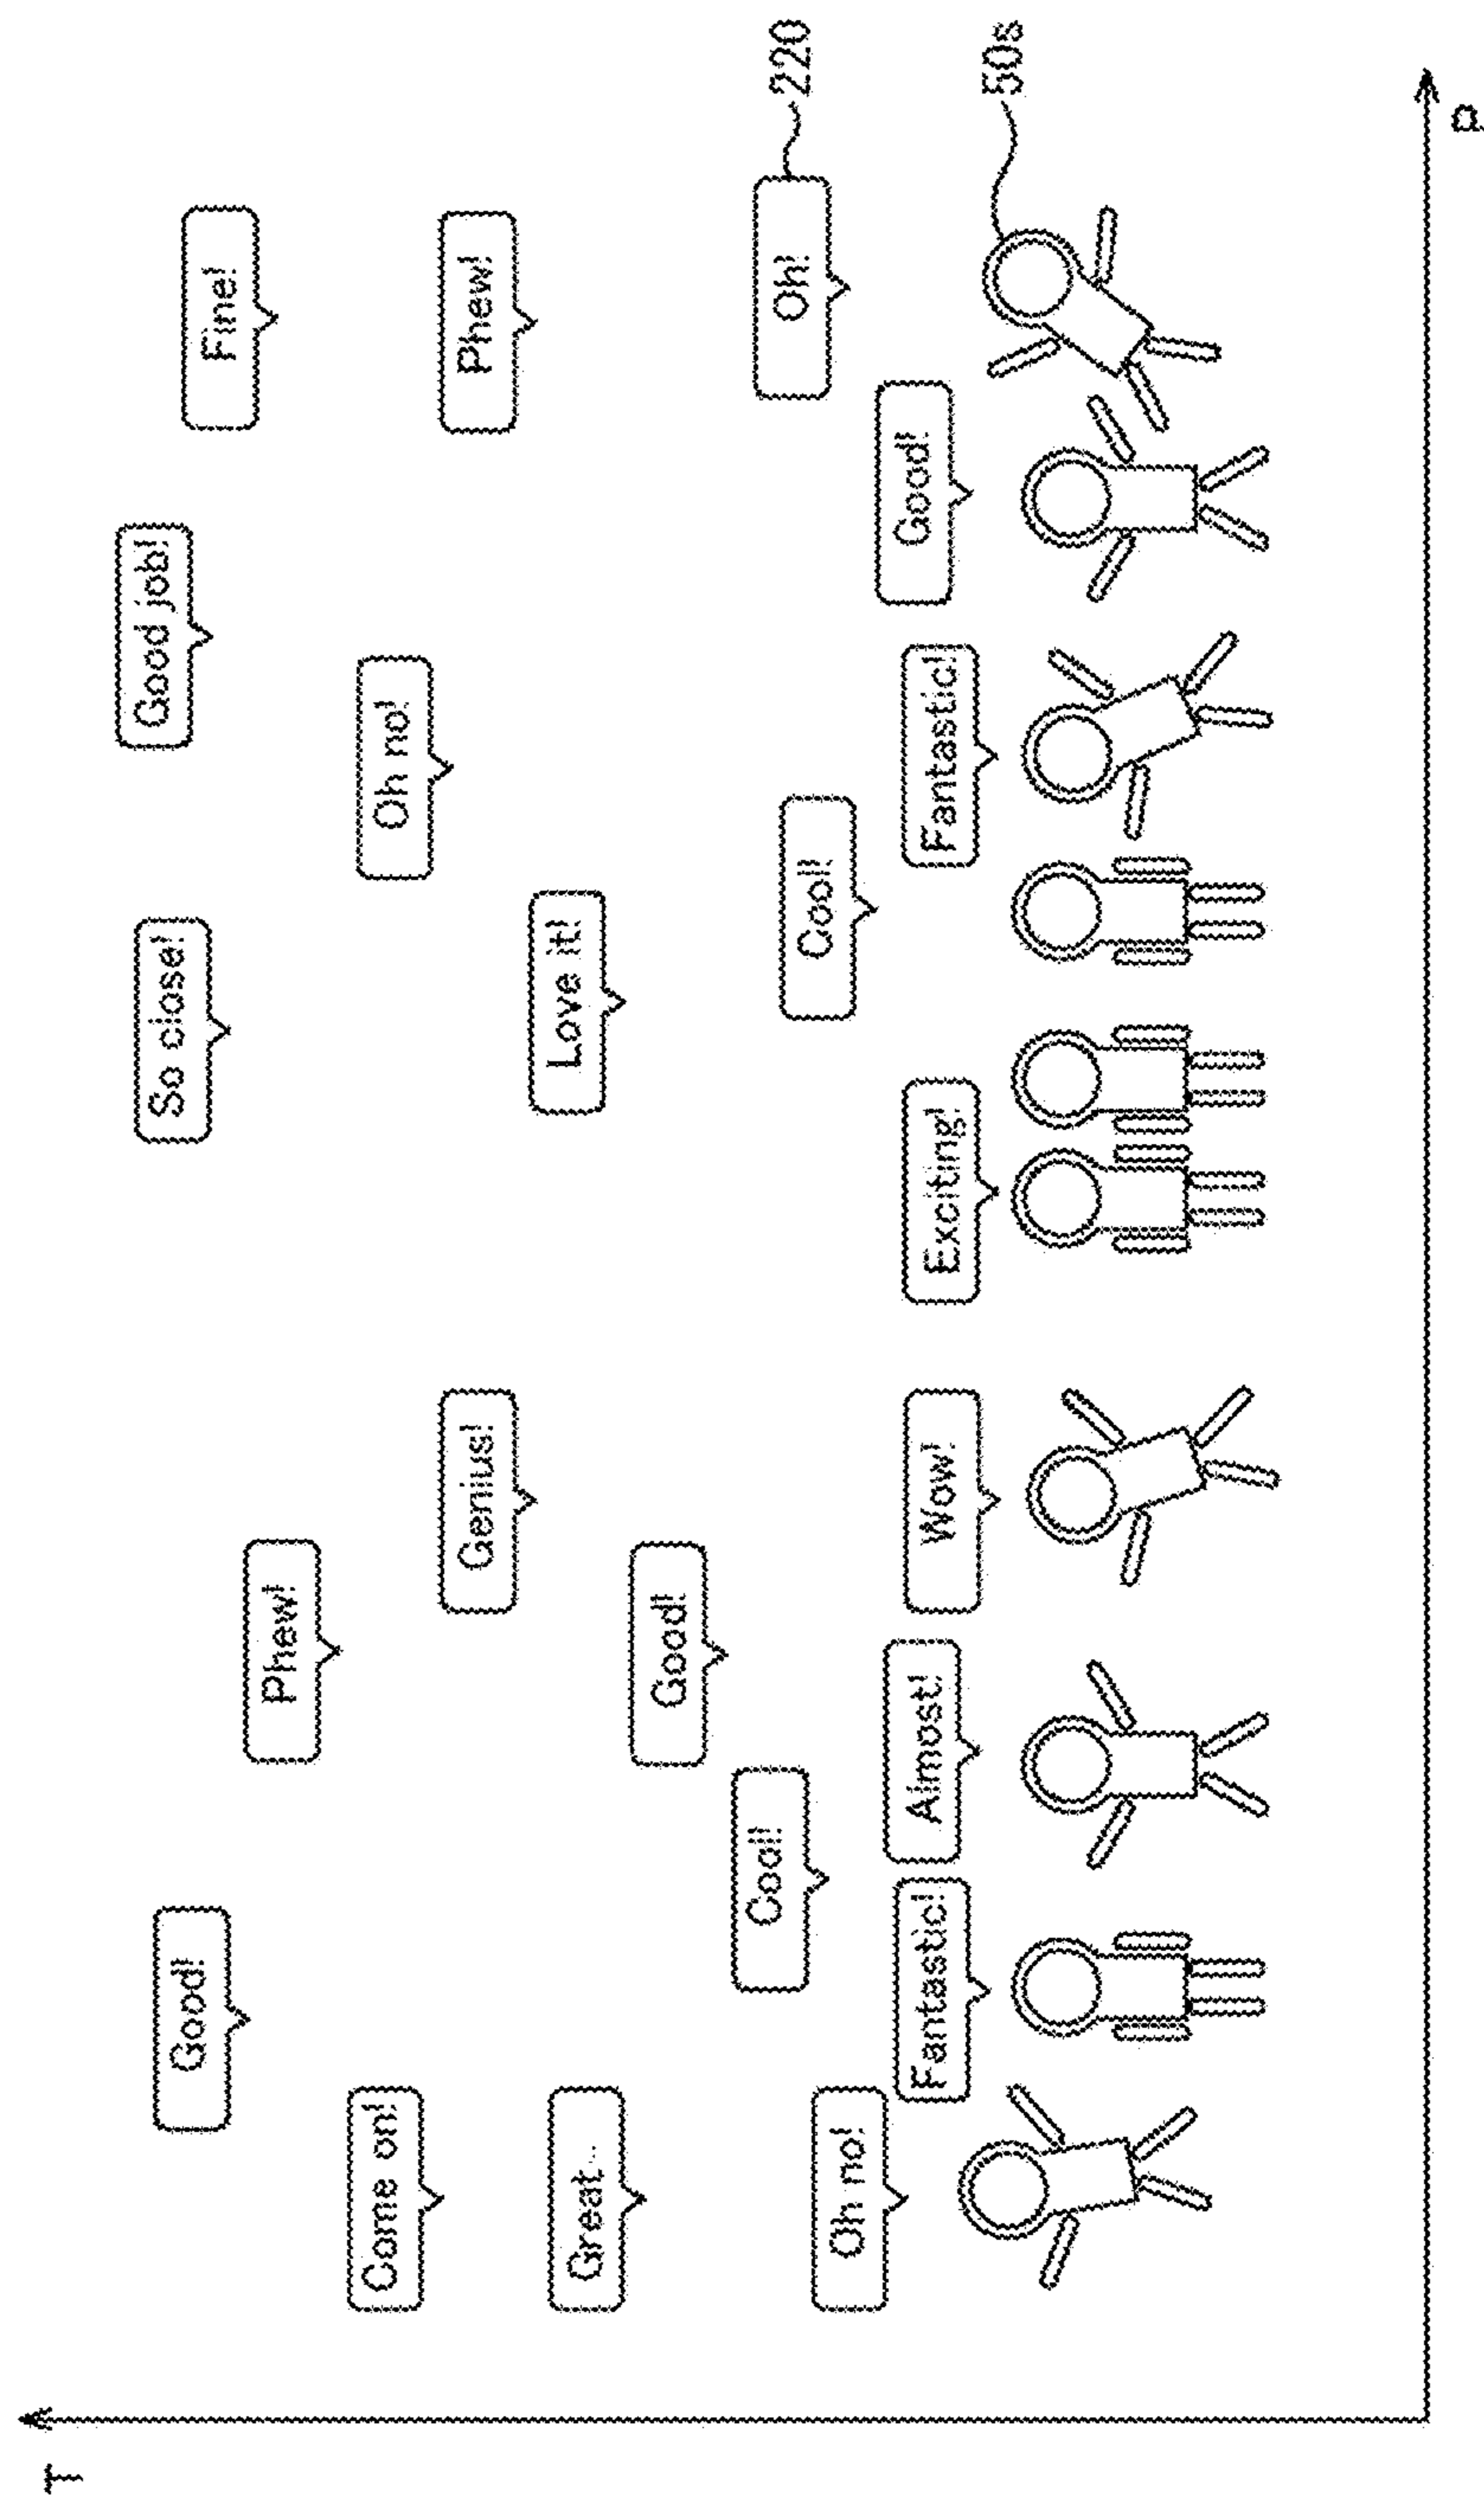 T
Good!
So close!
Good job!
Fine!
Phew!
Come on!
Oh no!
Genius!
Phew!
Great...
Love it!
Good!
Cool!
Cool!
Oh!
220
Oh no!
Fantastic!
Almost!
Wow!
Exciting!
Fantastic!
Good!
50s